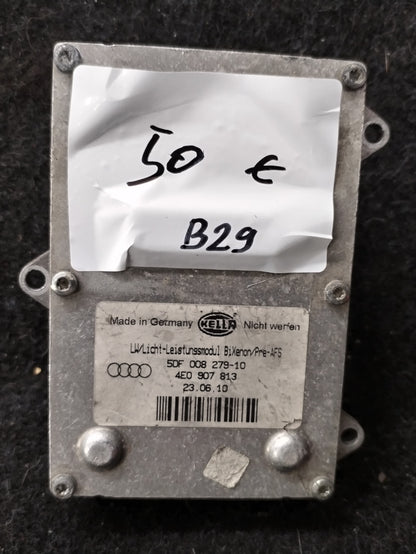 50 €
B29
Made in Germany HELLA Nicht werfen
LW/Licht-Leistungsmodul BiXenon/Pre-AFS
5DF 008 279-10
4E0 907 813
23.06.10